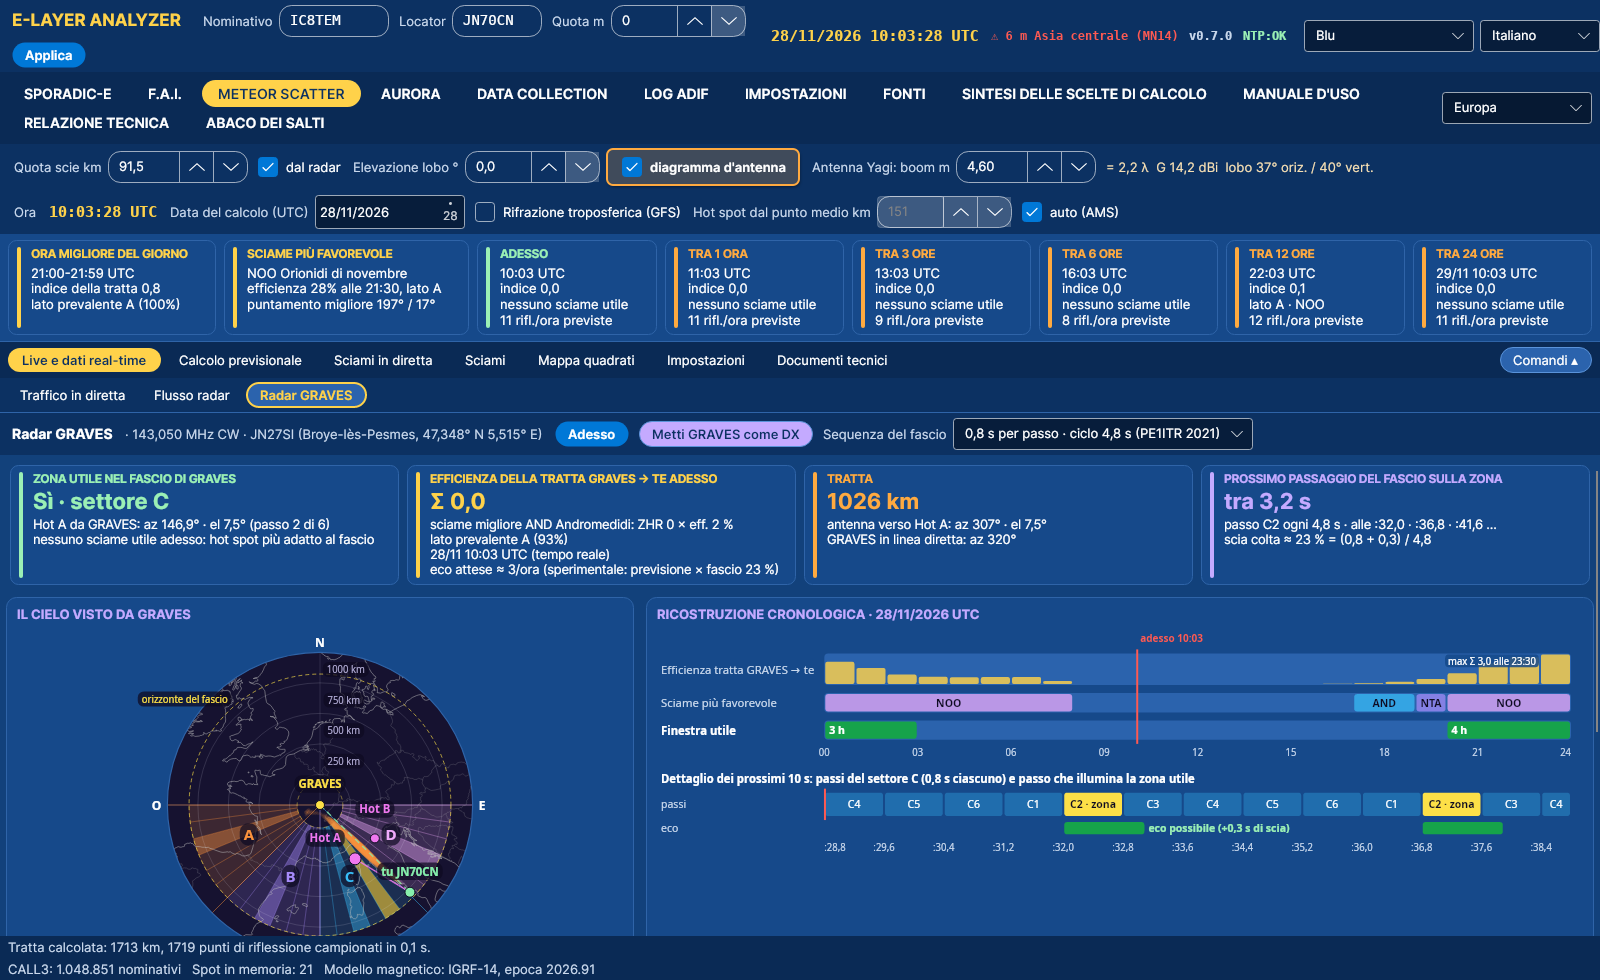 E-LAYER ANALYZER Nominativo IC8TEM Locator JN70CN Quota m 0
28/11/2026 10:03:28 UTC ⚠ 6 m Asia centrale (MN14) v0.7.0 NTP:OK Blu Italiano
Applica
SPORADIC-E F.A.I. METEOR SCATTER AURORA DATA COLLECTION LOG ADIF IMPOSTAZIONI FONTI SINTESI DELLE SCELTE DI CALCOLO MANUALE D'USO
RELAZIONE TECNICA ABACO DEI SALTI
Europa
Quota scie km 91,5 dal radar Elevazione lobo ° 0,0 diagramma d'antenna Antenna Yagi: boom m 4,60 = 2,2 λ G 14,2 dBi lobo 37° oriz. / 40° vert.
Ora 10:03:28 UTC Data del calcolo (UTC) 28/11/2026 28 Rifrazione troposferica (GFS) Hot spot dal punto medio km 151 auto (AMS)
ORA MIGLIORE DEL GIORNO
21:00-21:59 UTC
indice della tratta 0,8
lato prevalente A (100%)
SCIAME PIÙ FAVOREVOLE
NOO Orionidi di novembre
efficienza 28% alle 21:30, lato A
puntamento migliore 197° / 17°
ADESSO
10:03 UTC
indice 0,0
nessuno sciame utile
11 rifl./ora previste
TRA 1 ORA
11:03 UTC
indice 0,0
nessuno sciame utile
11 rifl./ora previste
TRA 3 ORE
13:03 UTC
indice 0,0
nessuno sciame utile
9 rifl./ora previste
TRA 6 ORE
16:03 UTC
indice 0,0
nessuno sciame utile
8 rifl./ora previste
TRA 12 ORE
22:03 UTC
indice 0,1
lato A · NOO
12 rifl./ora previste
TRA 24 ORE
29/11 10:03 UTC
indice 0,0
nessuno sciame utile
11 rifl./ora previste
Live e dati real-time Calcolo previsionale Sciami in diretta Sciami Mappa quadrati Impostazioni Documenti tecnici Comandi ▴
Traffico in diretta Flusso radar Radar GRAVES
Radar GRAVES · 143,050 MHz CW · JN27SI (Broye-lès-Pesmes, 47,348° N 5,515° E) Adesso Metti GRAVES come DX Sequenza del fascio 0,8 s per passo · ciclo 4,8 s (PE1ITR 2021)
ZONA UTILE NEL FASCIO DI GRAVES
Sì · settore C
Hot A da GRAVES: az 146,9° · el 7,5° (passo 2 di 6)
nessuno sciame utile adesso: hot spot più adatto al fascio
EFFICIENZA DELLA TRATTA GRAVES → TE ADESSO
Σ 0,0
sciame migliore AND Andromedidi: ZHR 0 × eff. 2 %
lato prevalente A (93%)
28/11 10:03 UTC (tempo reale)
eco attese ≈ 3/ora (sperimentale: previsione × fascio 23 %)
TRATTA
1026 km
antenna verso Hot A: az 307° · el 7,5°
GRAVES in linea diretta: az 320°
PROSSIMO PASSAGGIO DEL FASCIO SULLA ZONA
tra 3,2 s
passo C2 ogni 4,8 s · alle :32,0 · :36,8 · :41,6 ...
scia colta ≈ 23 % = (0,8 + 0,3) / 4,8
IL CIELO VISTO DA GRAVES
N
1000 km
orizzonte del fascio
750 km
500 km
250 km
GRAVES
O
E
Hot B
A
Hot A
D
B
C
tu JN70CN
RICOSTRUZIONE CRONOLOGICA · 28/11/2026 UTC
adesso 10:03
Efficienza tratta GRAVES → te max Σ 3,0 alle 23:30
Sciame più favorevole NOO AND NTA NOO
Finestra utile 3 h 4 h
00 03 06 09 12 15 18 21 24
Dettaglio dei prossimi 10 s: passi del settore C (0,8 s ciascuno) e passo che illumina la zona utile
passi C4 C5 C6 C1 C2 · zona C3 C4 C5 C6 C1 C2 · zona C3 C4
eco eco possibile (+0,3 s di scia)
:28,8 :29,6 :30,4 :31,2 :32,0 :32,8 :33,6 :34,4 :35,2 :36,0 :36,8 :37,6 :38,4
Tratta calcolata: 1713 km, 1719 punti di riflessione campionati in 0,1 s.
CALL3: 1.048.851 nominativi Spot in memoria: 21 Modello magnetico: IGRF-14, epoca 2026.91